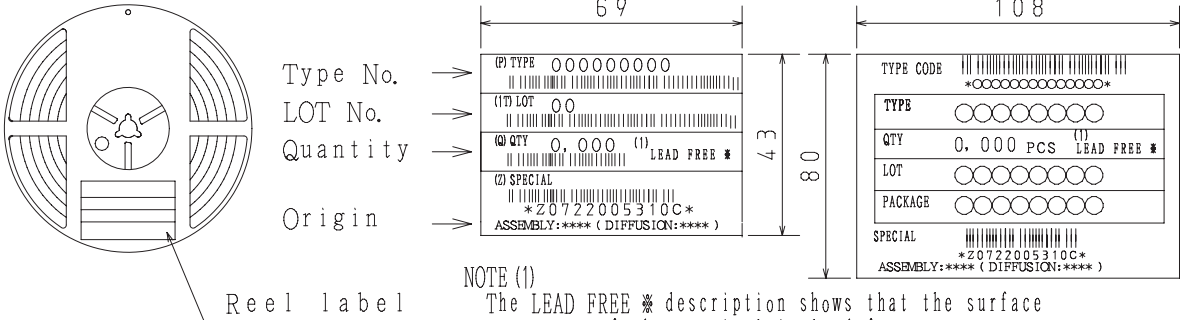 69
108
Type No.
LOT No.
Quantity
Origin
Reel label
(P) TYPE 000000000
(1T) LOT 00
(Q) QTY 0,000 (1) LEAD FREE ※
(Z) SPECIAL
*Z0722005310C*
ASSEMBLY:**** ( DIFFUSION:**** )
43
80
TYPE CODE
*○○○○○○○○○○○○○*
TYPE ○○○○○○○○
QTY 0,000 PCS (1) LEAD FREE ※
LOT ○○○○○○○○
PACKAGE ○○○○○○○○
SPECIAL
*Z0722005310C*
ASSEMBLY:**** ( DIFFUSION:**** )
NOTE (1)
The LEAD FREE ※ description shows that the surface